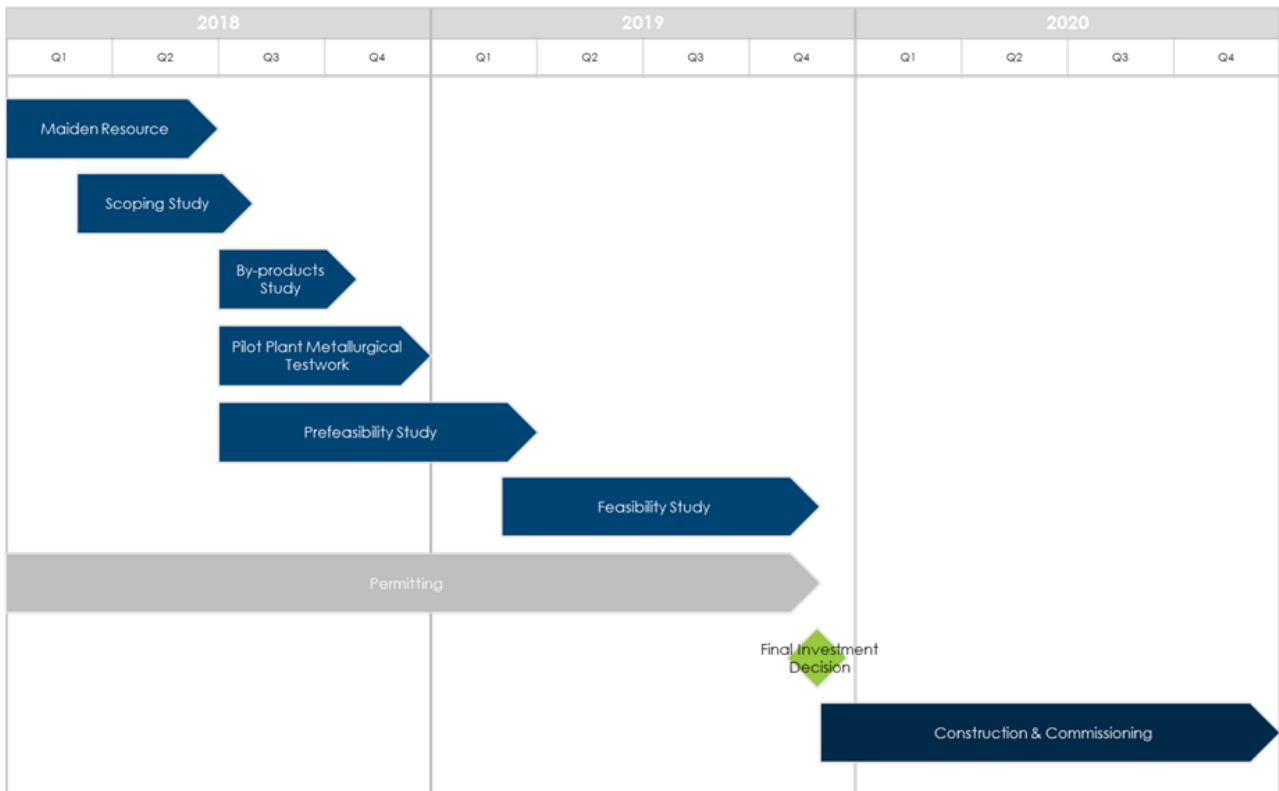 2018 2019 2020
Q1 Q2 Q3 Q4 Q1 Q2 Q3 Q4 Q1 Q2 Q3 Q4
Maiden Resource
Scoping Study
By-products
Study
Pilot Plant Metallurgical
Testwork
Prefeasibility Study
Feasibility Study
Permitting
Final Investment
Decision
Construction & Commissioning